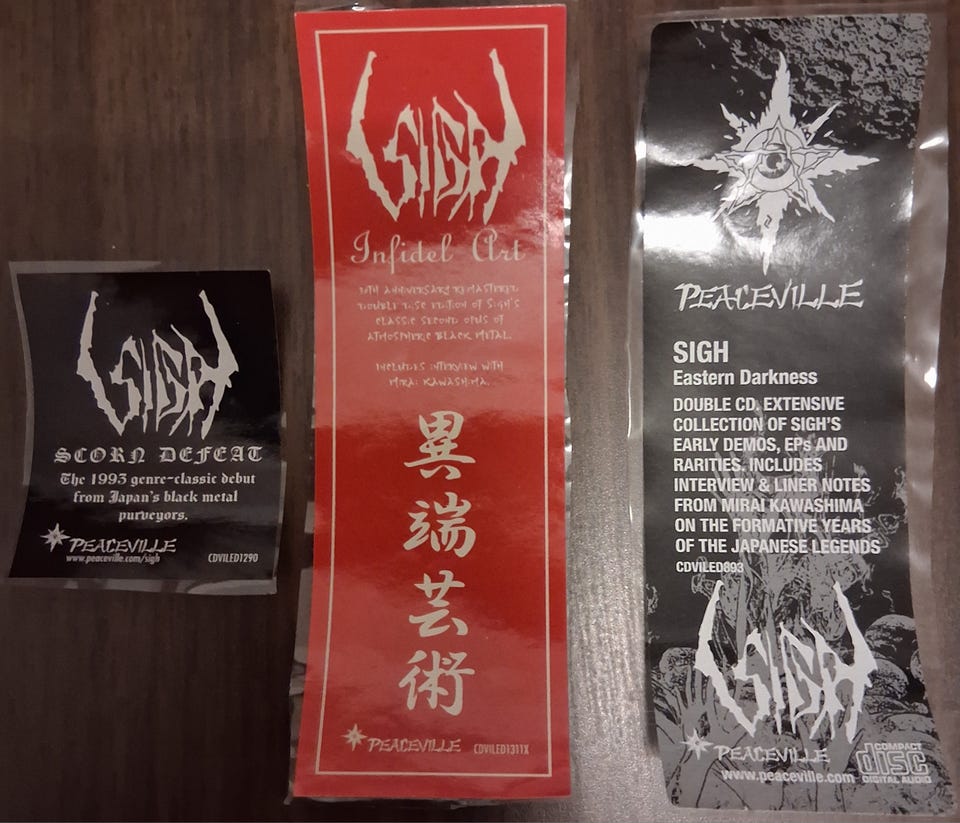 SIGH
SCORN DEFEAT
The 1993 genre-classic debut
from Japan's black metal
purveyors.
PEACEVILLE
www.peaceville.com/sigh
CDVILED1290
SIGH
Infidel Art
ANNIVERSARY REMASTERED
DOUBLE DISC EDITION OF SIGH'S
CLASSIC SECOND OPUS OF
ATMOSPHERIC BLACK METAL.
INCLUDES INTERVIEW WITH
MIRAI KAWASHIMA.
異
端
芸
術
PEACEVILLE
CDVILED1311X
PEACEVILLE
SIGH
Eastern Darkness
DOUBLE CD, EXTENSIVE
COLLECTION OF SIGH'S
EARLY DEMOS, EPs AND
RARITIES. INCLUDES
INTERVIEW & LINER NOTES
FROM MIRAI KAWASHIMA
ON THE FORMATIVE YEARS
OF THE JAPANESE LEGENDS
CDVILED893
SIGH
PEACEVILLE
www.peaceville.com
COMPACT
disc
DIGITAL AUDIO